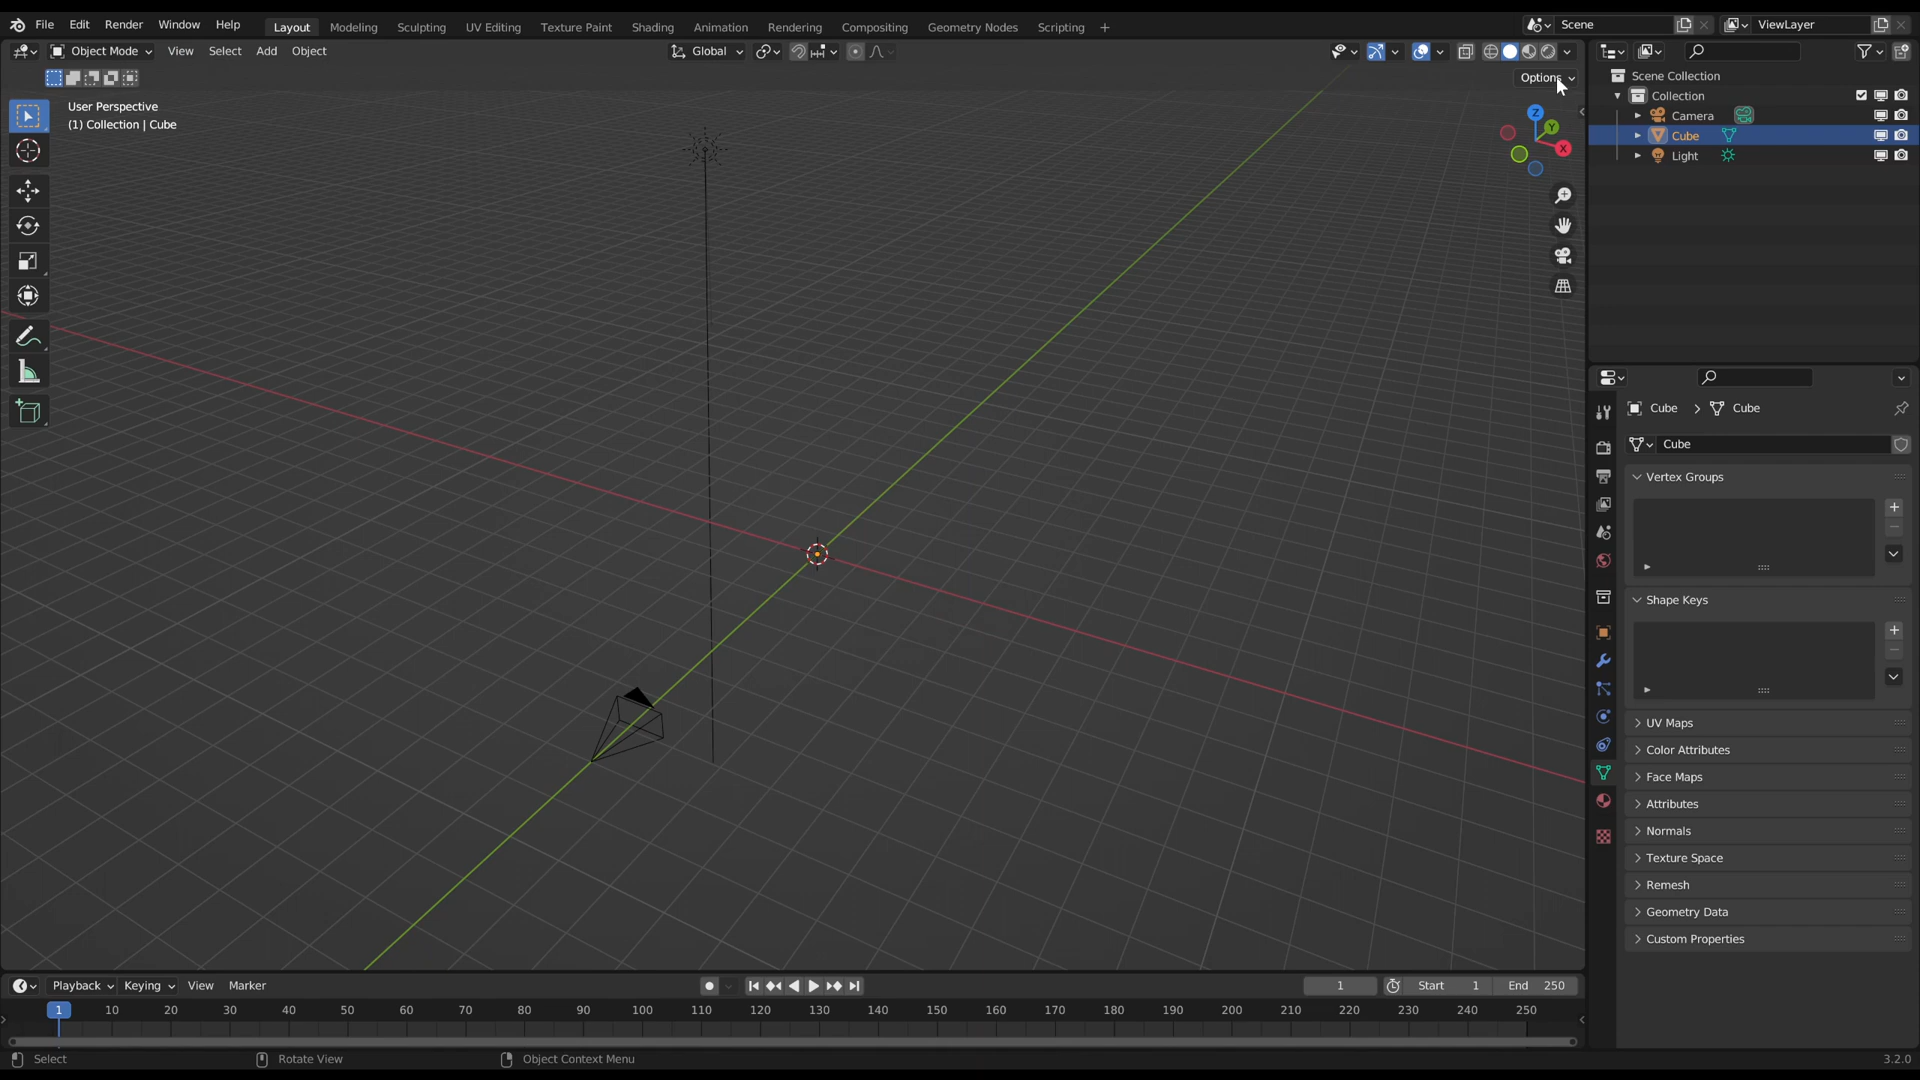 File Edit Render Window Help Layout Modeling Sculpting UV Editing Texture Paint Shading Animation Rendering Compositing Geometry Nodes Scripting + Scene ViewLayer
Object Mode View Select Add Object Global
Options
User Perspective
(1) Collection | Cube
Z
Y
X
Scene Collection
Collection
Camera
Cube
Light
Cube > Cube
Cube
Vertex Groups
Shape Keys
UV Maps
Color Attributes
Face Maps
Attributes
Normals
Texture Space
Remesh
Geometry Data
Custom Properties
Playback Keying View Marker 1 Start 1 End 250
1 10 20 30 40 50 60 70 80 90 100 110 120 130 140 150 160 170 180 190 200 210 220 230 240 250
Select Rotate View Object Context Menu 3.2.0